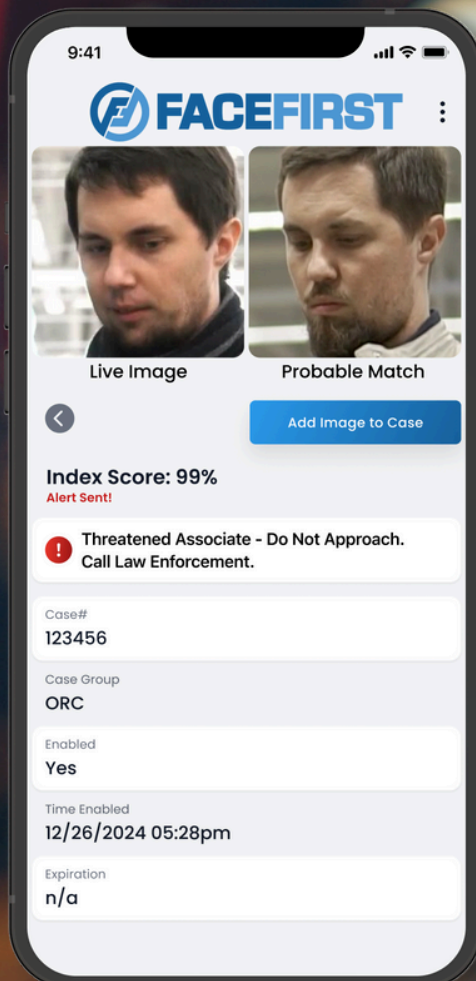 9:41
FACEFIRST
Live Image
Probable Match
Add Image to Case
Index Score: 99%
Alert Sent!
Threatened Associate - Do Not Approach.
Call Law Enforcement.
Case#
123456
Case Group
ORC
Enabled
Yes
Time Enabled
12/26/2024 05:28pm
Expiration
n/a